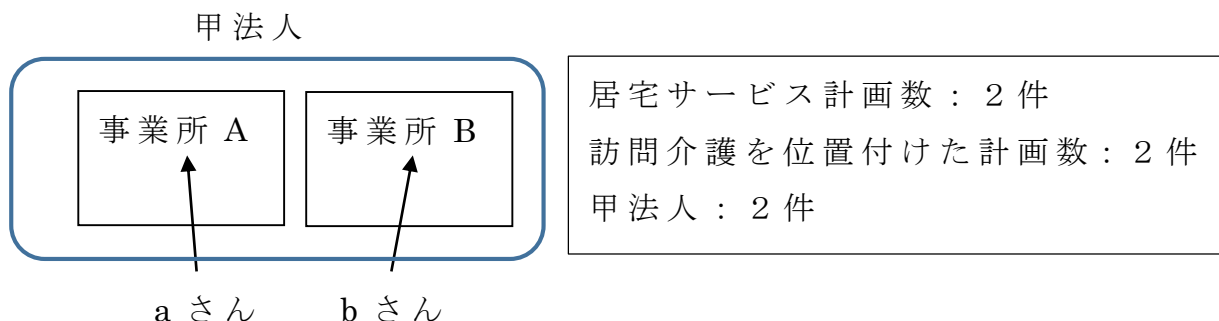 甲法人
事業所 A
事業所 B
a さん
b さん
居宅サービス計画数：２件
訪問介護を位置付けた計画数：２件
甲法人：２件